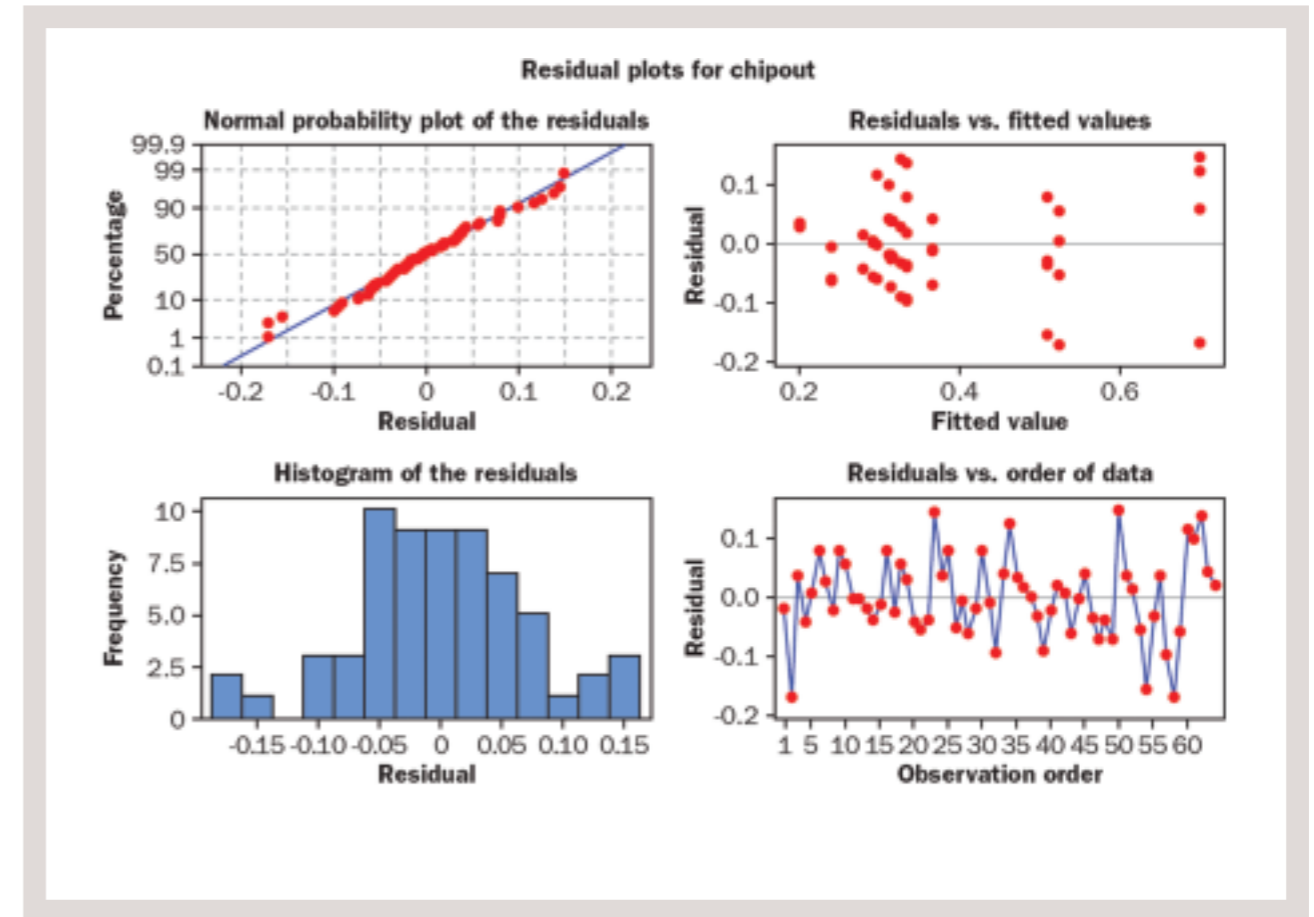 Residual plots for chipout
Normal probability plot of the residuals
Percentage
99.9
99
90
50
10
1
0.1
-0.2 -0.1 0 0.1 0.2
Residual
Residuals vs. fitted values
Residual
0.1
0.0
-0.1
-0.2
0.2 0.4 0.6
Fitted value
Histogram of the residuals
Frequency
10
7.5
5.0
2.5
0
-0.15 -0.10 -0.05 0 0.05 0.10 0.15
Residual
Residuals vs. order of data
Residual
0.1
0.0
-0.1
-0.2
1 5 10 15 20 25 30 35 40 45 50 55 60
Observation order